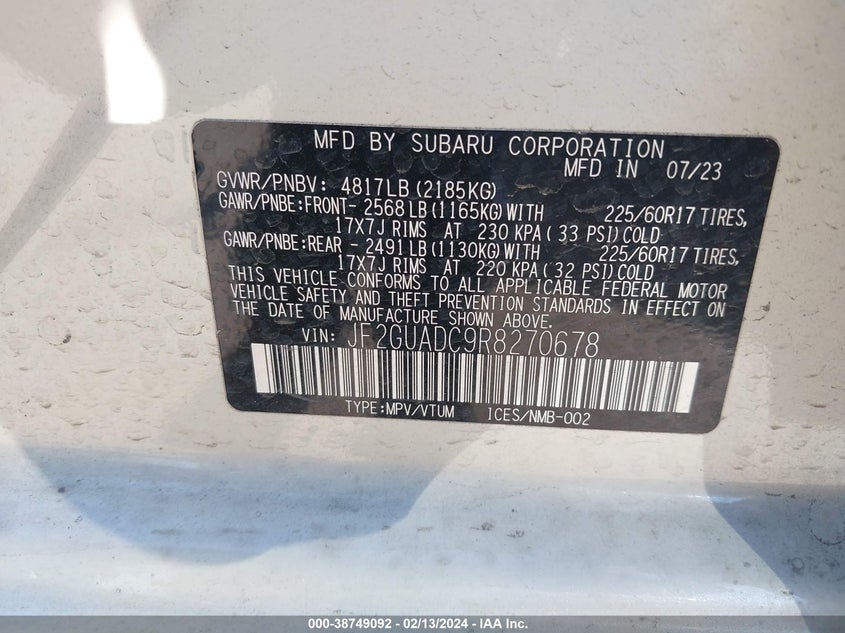 MFD BY SUBARU CORPORATION
MFD IN 07/23
GVWR/PNBV: 4817LB (2185KG)
GAWR/PNBE:FRONT- 2568LB(1165KG)WITH 225/60R17 TIRES,
17X7J RIMS AT 230 KPA( 33 PSI)COLD
GAWR/PNBE:REAR - 2491LB(1130KG)WITH 225/60R17 TIRES,
17X7J RIMS AT 220 KPA( 32 PSI)COLD
THIS VEHICLE CONFORMS TO ALL APPLICABLE FEDERAL MOTOR
VEHICLE SAFETY AND THEFT PREVENTION STANDARDS IN EFFECT ON
THE DATE OF MANUFACTURE SHOWN ABOVE.
VIN: JF2GUADC9R8270678
TYPE:MPV/VTUM ICES/NMB-002
000-38749092 - 02/13/2024 - IAA Inc.